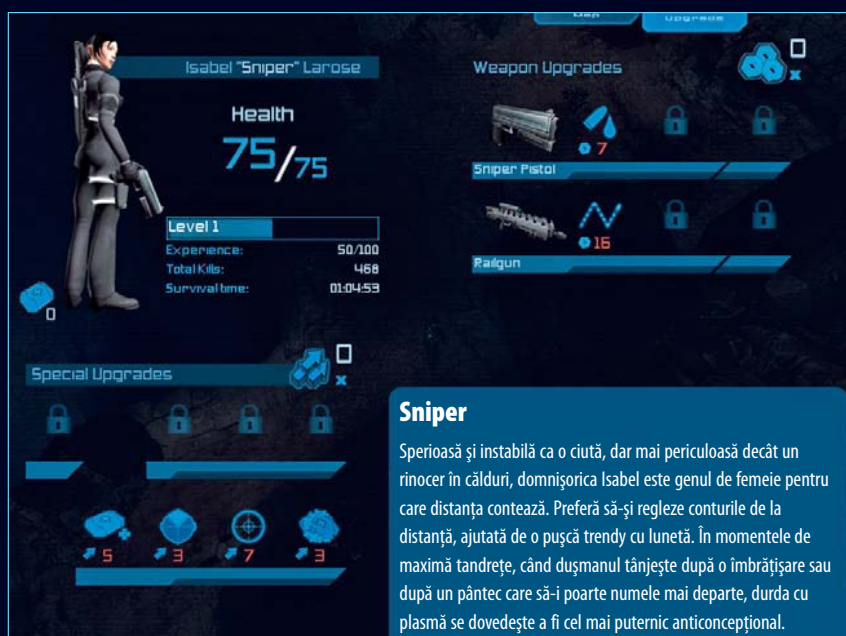 Map
Upgrade
Isabel "Sniper" Larose
Health
75/75
Level 1
Experience: 50/100
Total Kills: 468
Survival time: 01:04:53
0
Weapon Upgrades
0
x
7
Sniper Pistol
16
Railgun
Special Upgrades
0
x
5 3 7 3
Sniper
Sperioasă şi instabilă ca o ciută, dar mai periculoasă decât un
rinocer în călduri, domnişorica Isabel este genul de femeie pentru
care distanţa contează. Preferă să-şi regleze conturile de la
distanţă, ajutată de o puşcă trendy cu lunetă. În momentele de
maximă tandreţe, când duşmanul tânjeşte după o îmbrăţişare sau
după un pântec care să-i poarte numele mai departe, durda cu
plasmă se dovedeşte a fi cel mai puternic anticoncepţional.